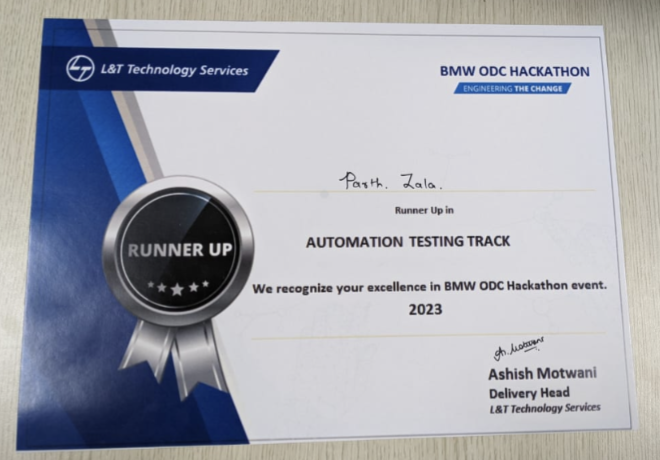 L&T Technology Services
BMW ODC HACKATHON
ENGINEERING THE CHANGE
Parth. Zala.
Runner Up in
RUNNER UP
AUTOMATION TESTING TRACK
We recognize your excellence in BMW ODC Hackathon event.
2023
Ashish Motwani
Delivery Head
L&T Technology Services